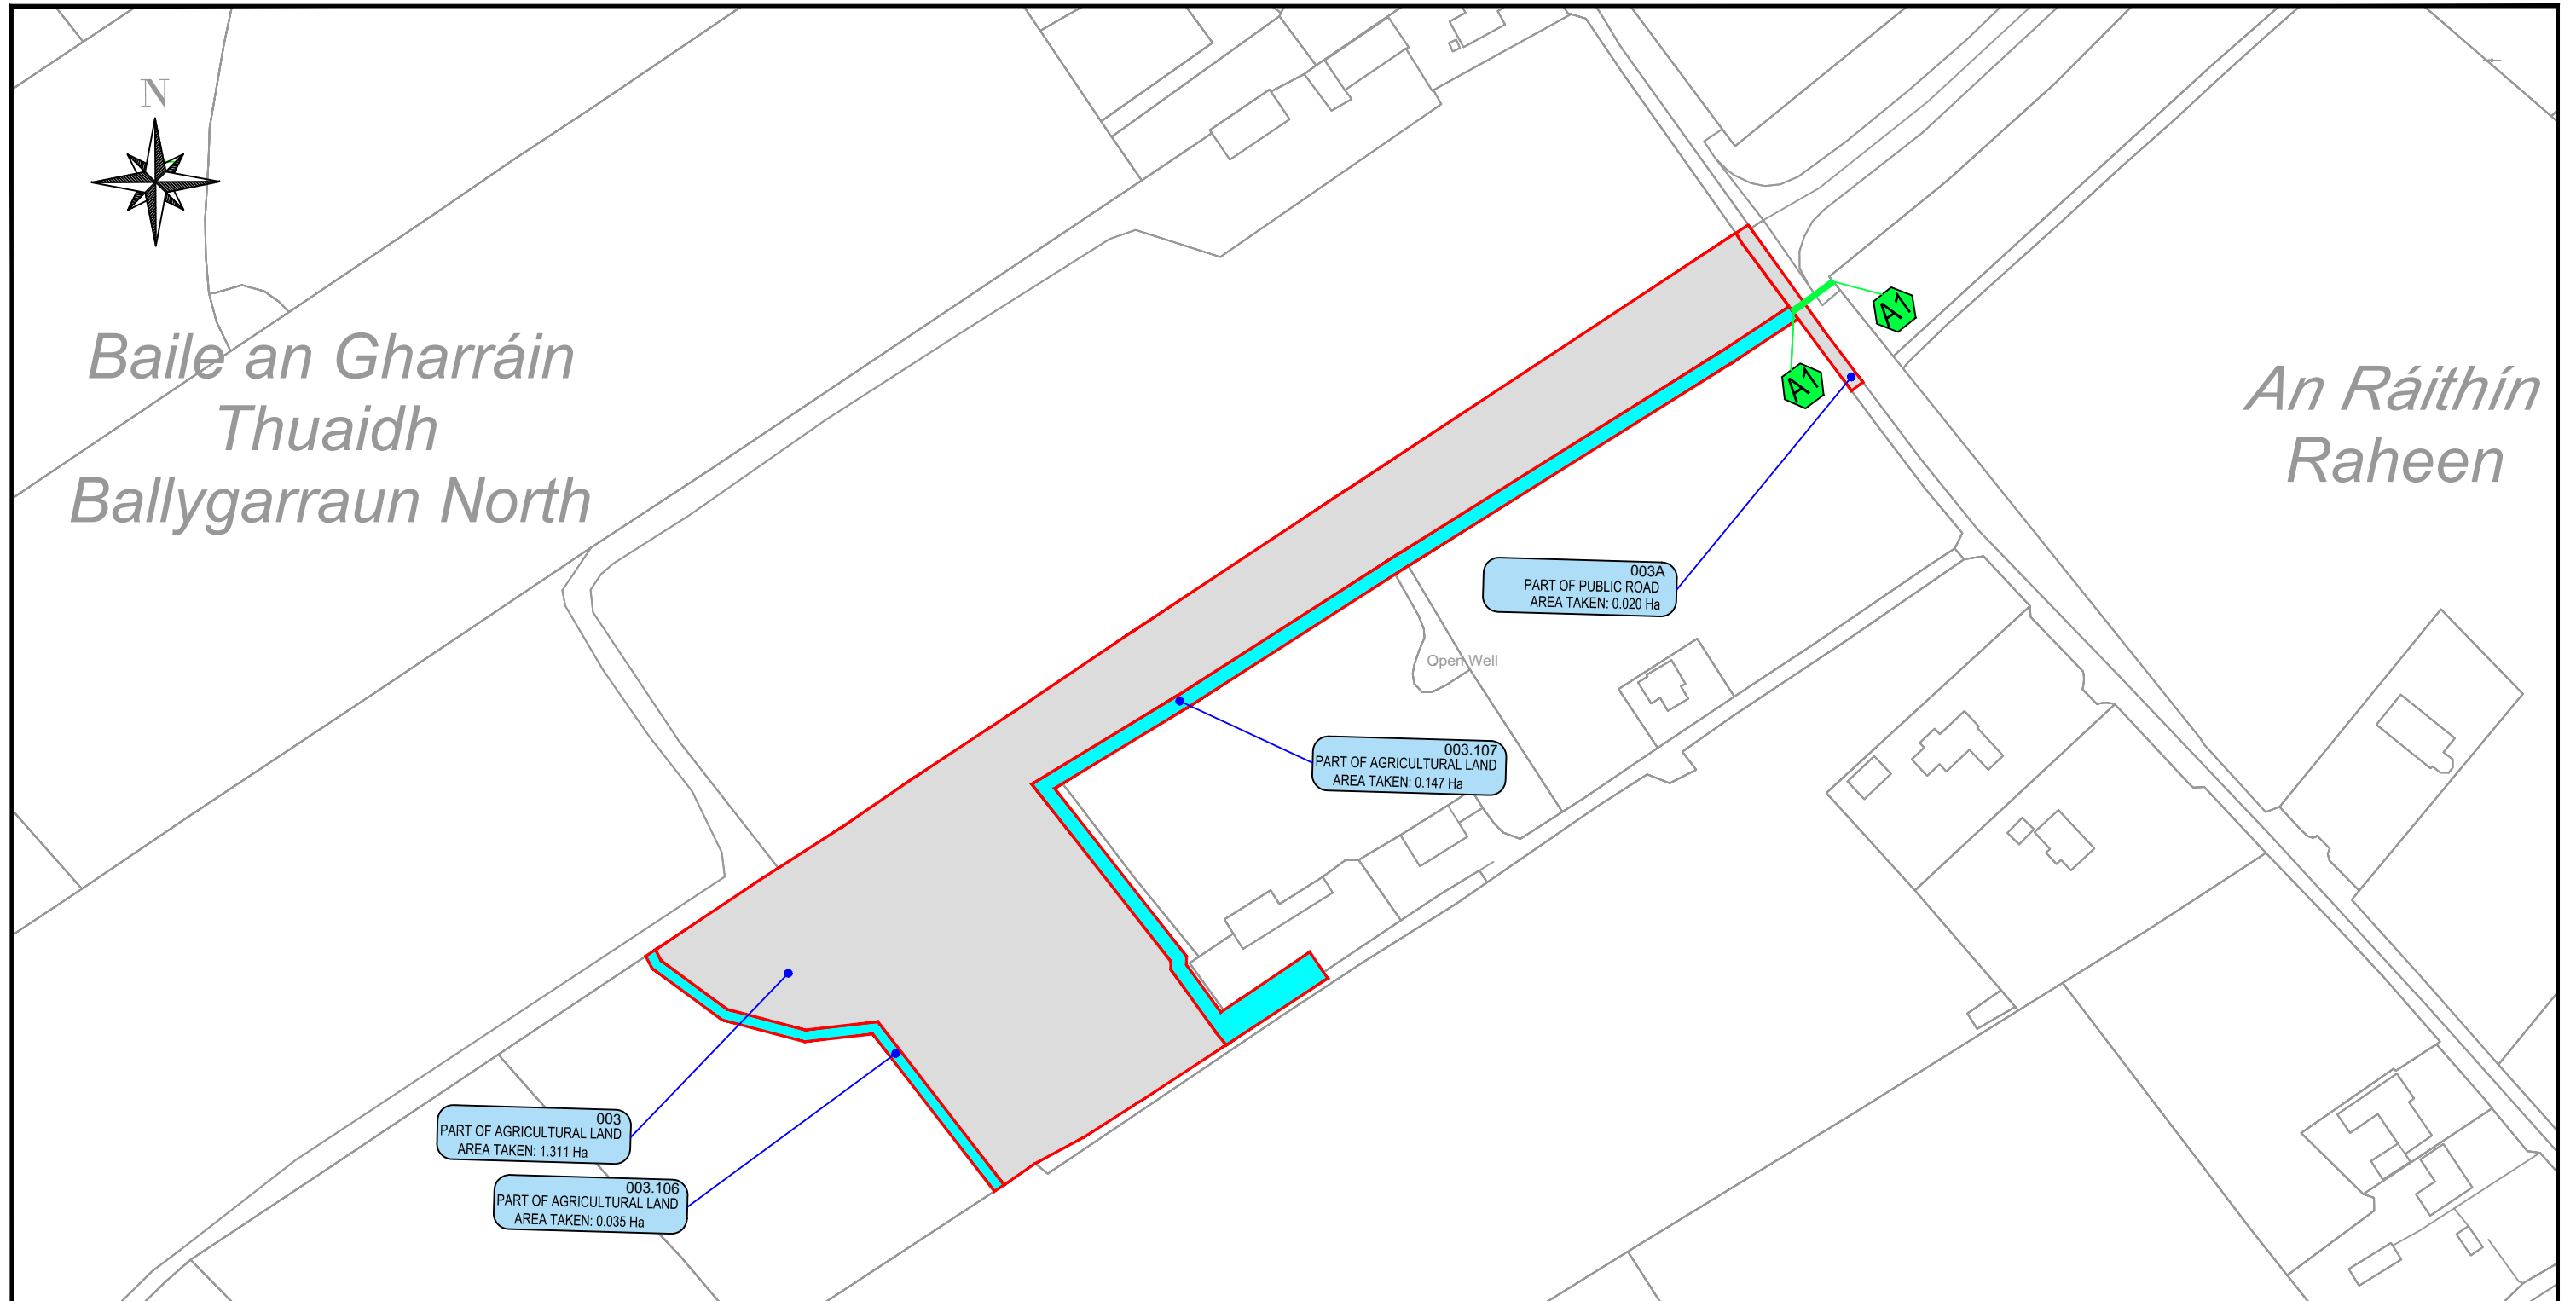 N
Baile an Gharráin
Thuaidh
Ballygarraun North
An Ráithín
Raheen
A1
A1
003A
PART OF PUBLIC ROAD
AREA TAKEN: 0.020 Ha
Open Well
003.107
PART OF AGRICULTURAL LAND
AREA TAKEN: 0.147 Ha
003
PART OF AGRICULTURAL LAND
AREA TAKEN: 1.311 Ha
003.106
PART OF AGRICULTURAL LAND
AREA TAKEN: 0.035 Ha